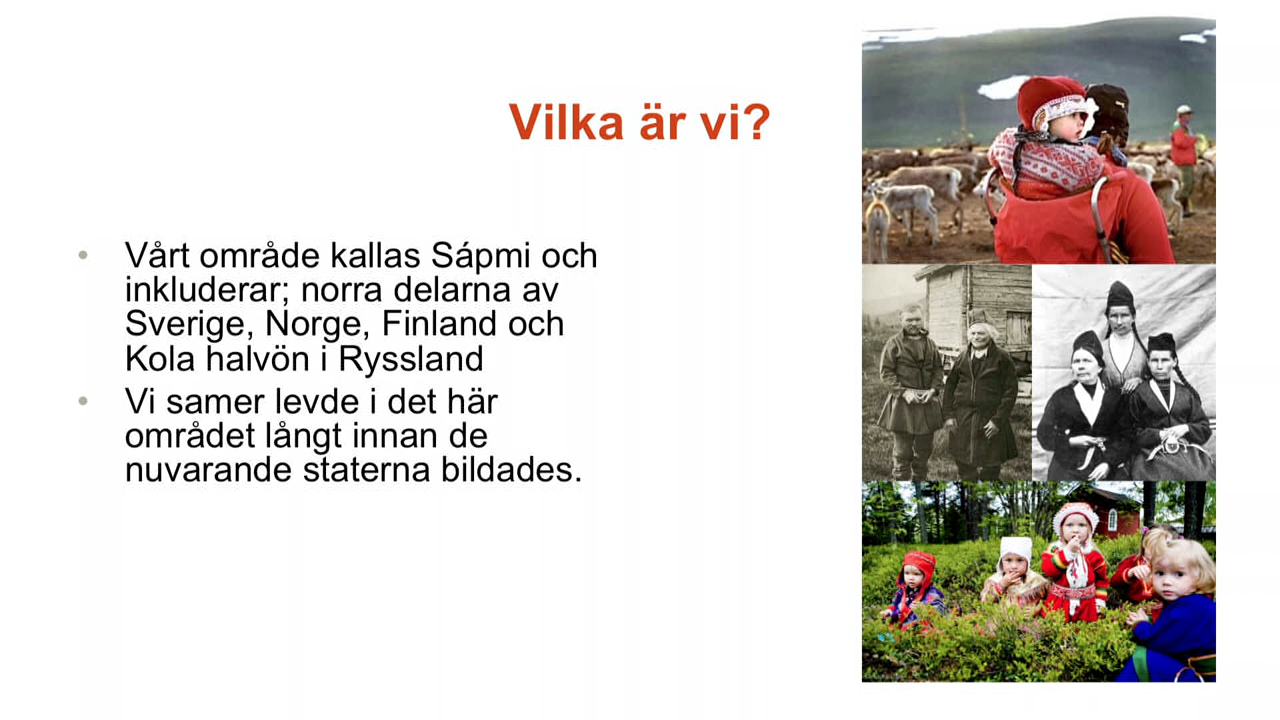 Vilka är vi?
• Vårt område kallas Sápmi och
inkluderar; norra delarna av
Sverige, Norge, Finland och
Kola halvön i Ryssland
• Vi samer levde i det här
området långt innan de
nuvarande staterna bildades.